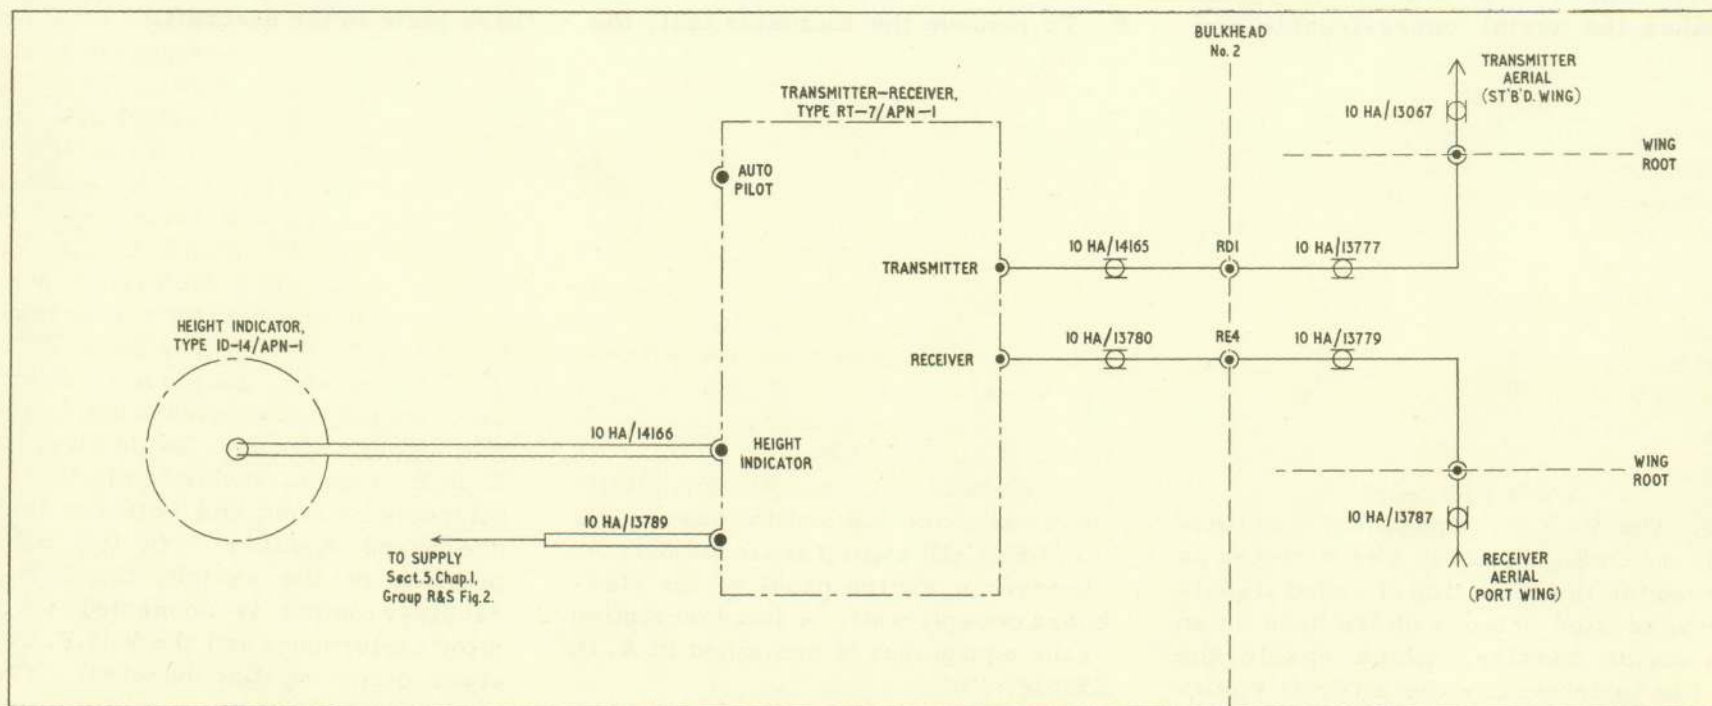 BULKHEAD
No. 2
TRANSMITTER
AERIAL
(ST'B'D. WING)
TRANSMITTER-RECEIVER,
TYPE RT-7/APN-1
10 HA/13067
WING
ROOT
AUTO
PILOT
10 HA/14165
RD1
10 HA/13777
TRANSMITTER
HEIGHT INDICATOR,
TYPE ID-14/APN-1
10 HA/13780
RE4
10 HA/13779
RECEIVER
10 HA/14166
HEIGHT
INDICATOR
WING
ROOT
10 HA/13789
10 HA/13787
TO SUPPLY
Sect. 5, Chap. 1,
Group R&S Fig. 2.
RECEIVER
AERIAL
(PORT WING)